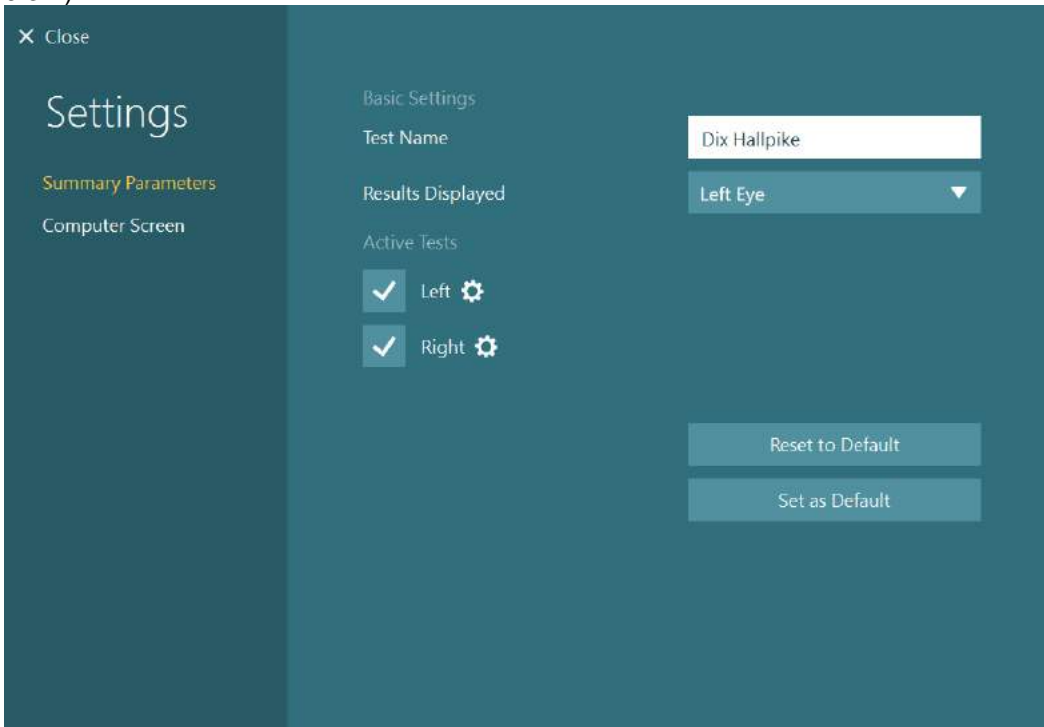 Close
Settings
Summary Parameters
Computer Screen
Basic Settings
Test Name
Dix Hallpike
Results Displayed
Left Eye
Active Tests
Left
Right
Reset to Default
Set as Default